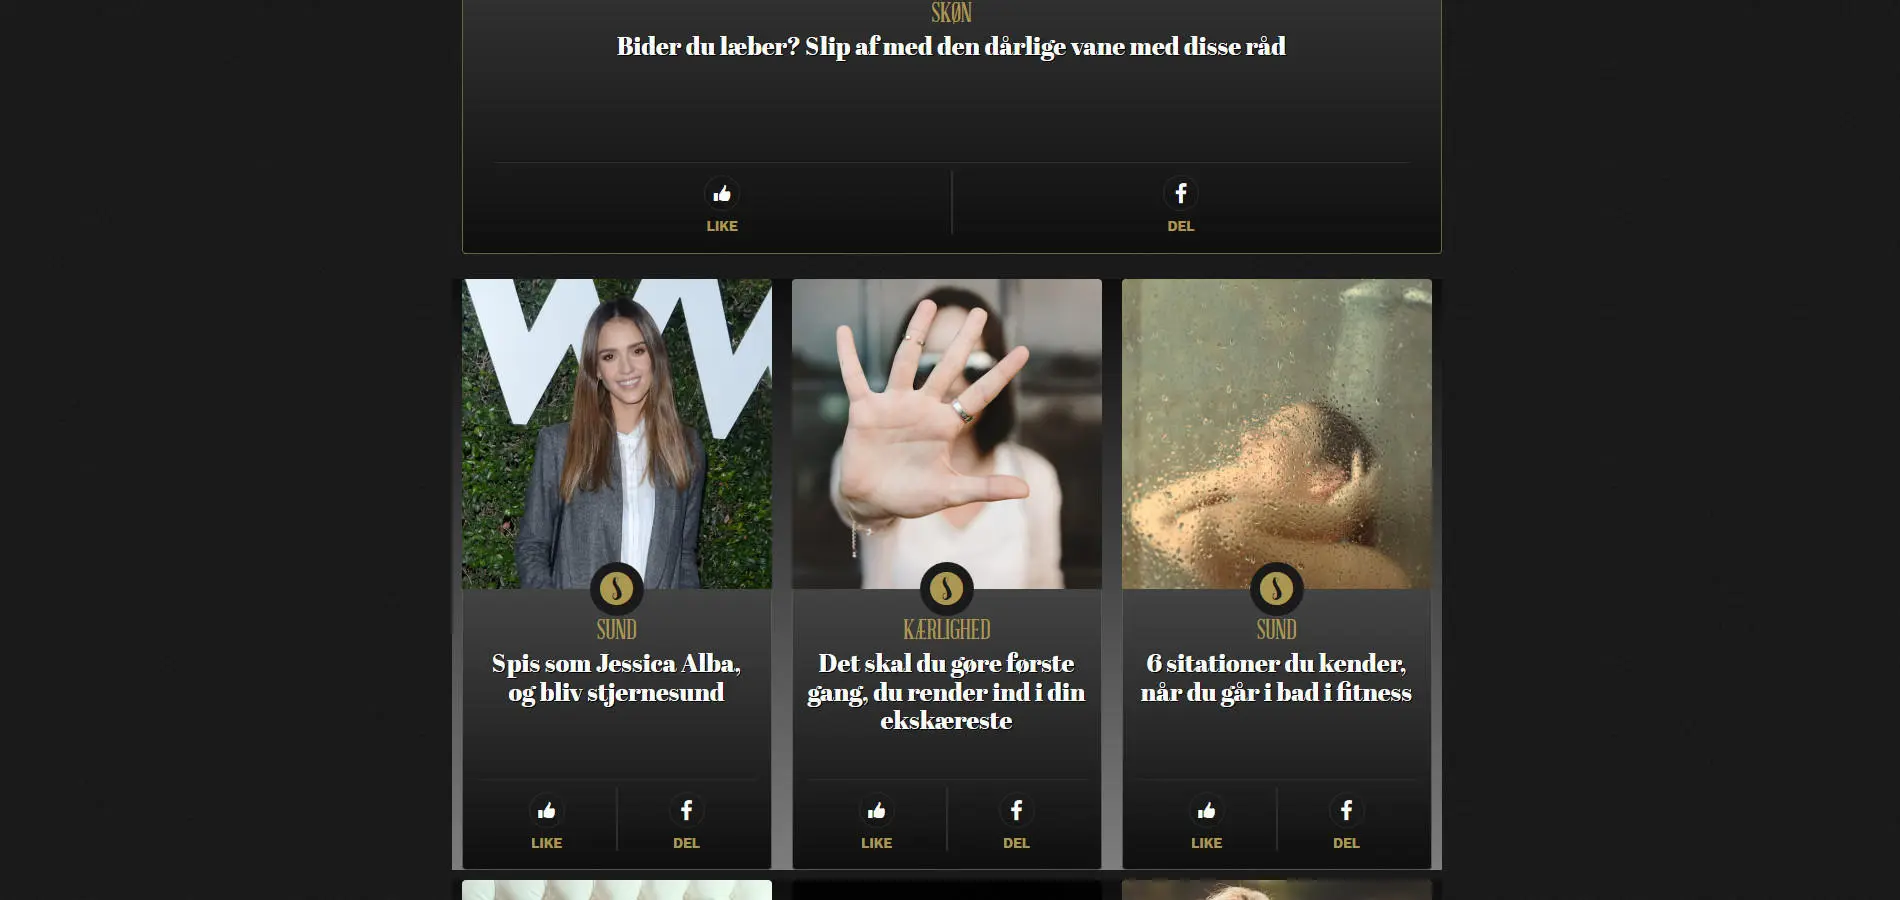 SKØN
Bider du læber? Slip af med den dårlige vane med disse råd
LIKE
DEL
S
SUND
Spis som Jessica Alba,
og bliv stjernesund
LIKE
DEL
S
KÆRLIGHED
Det skal du gøre første
gang, du render ind i din
ekskæreste
LIKE
DEL
S
SUND
6 sitationer du kender,
når du går i bad i fitness
LIKE
DEL